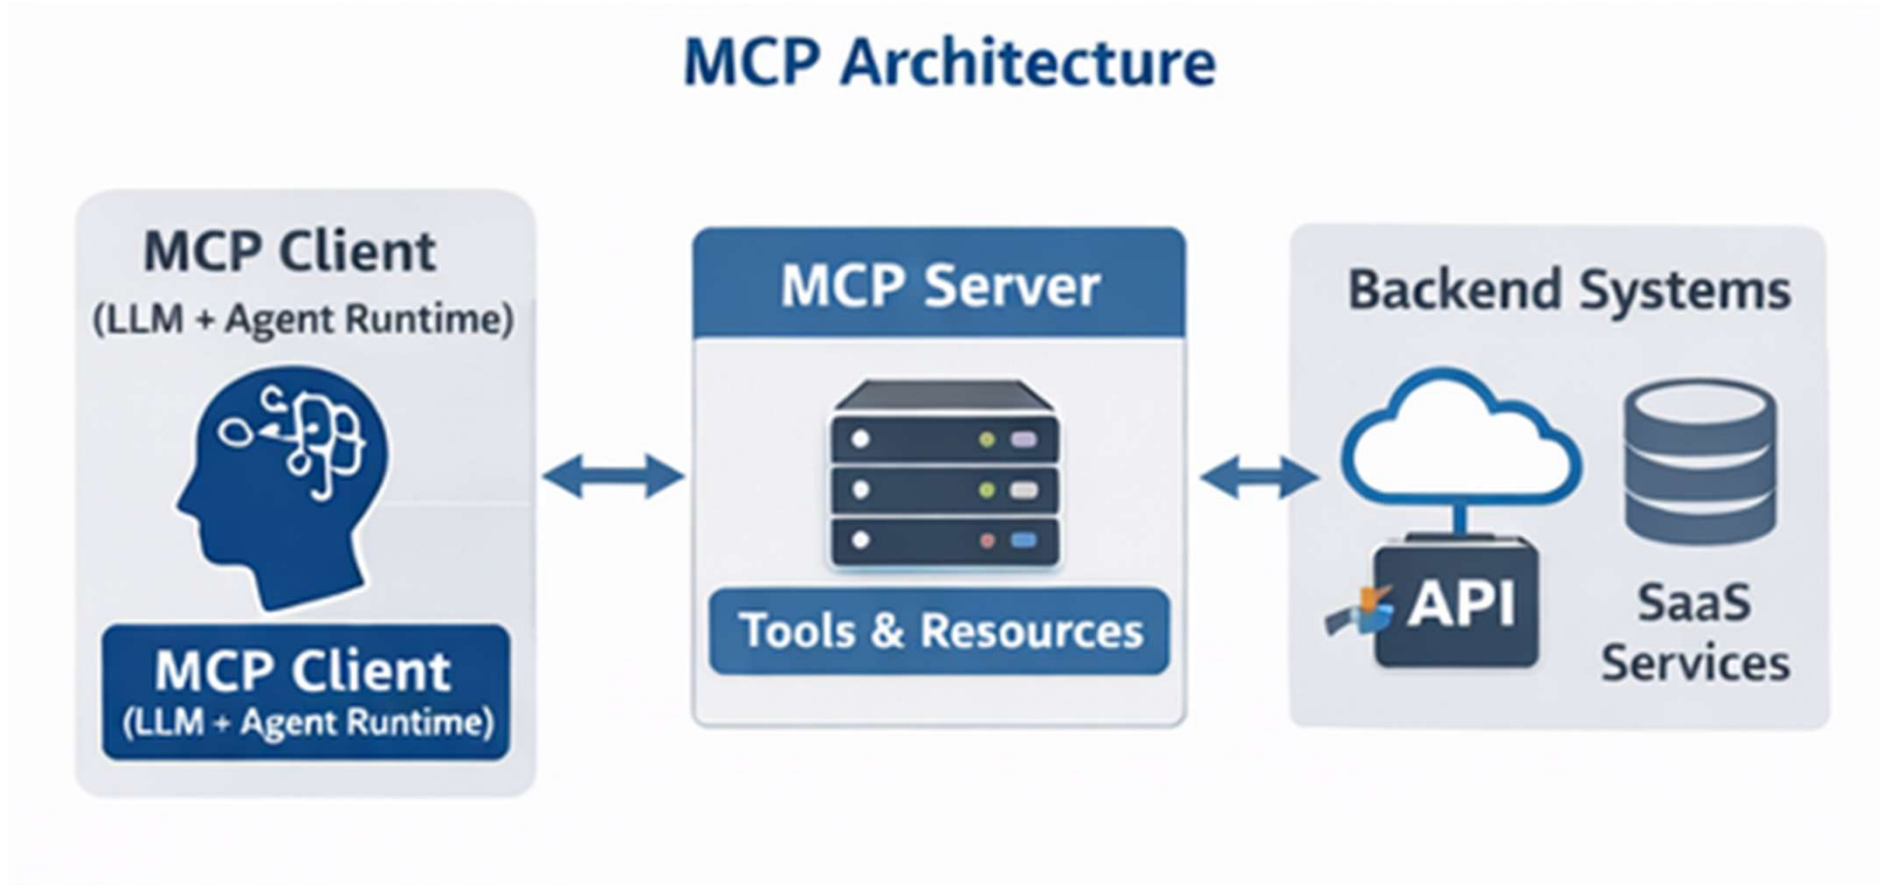 MCP Architecture
MCP Client
(LLM + Agent Runtime)
MCP Client
(LLM + Agent Runtime)
MCP Server
Tools & Resources
Backend Systems
API
SaaS
Services